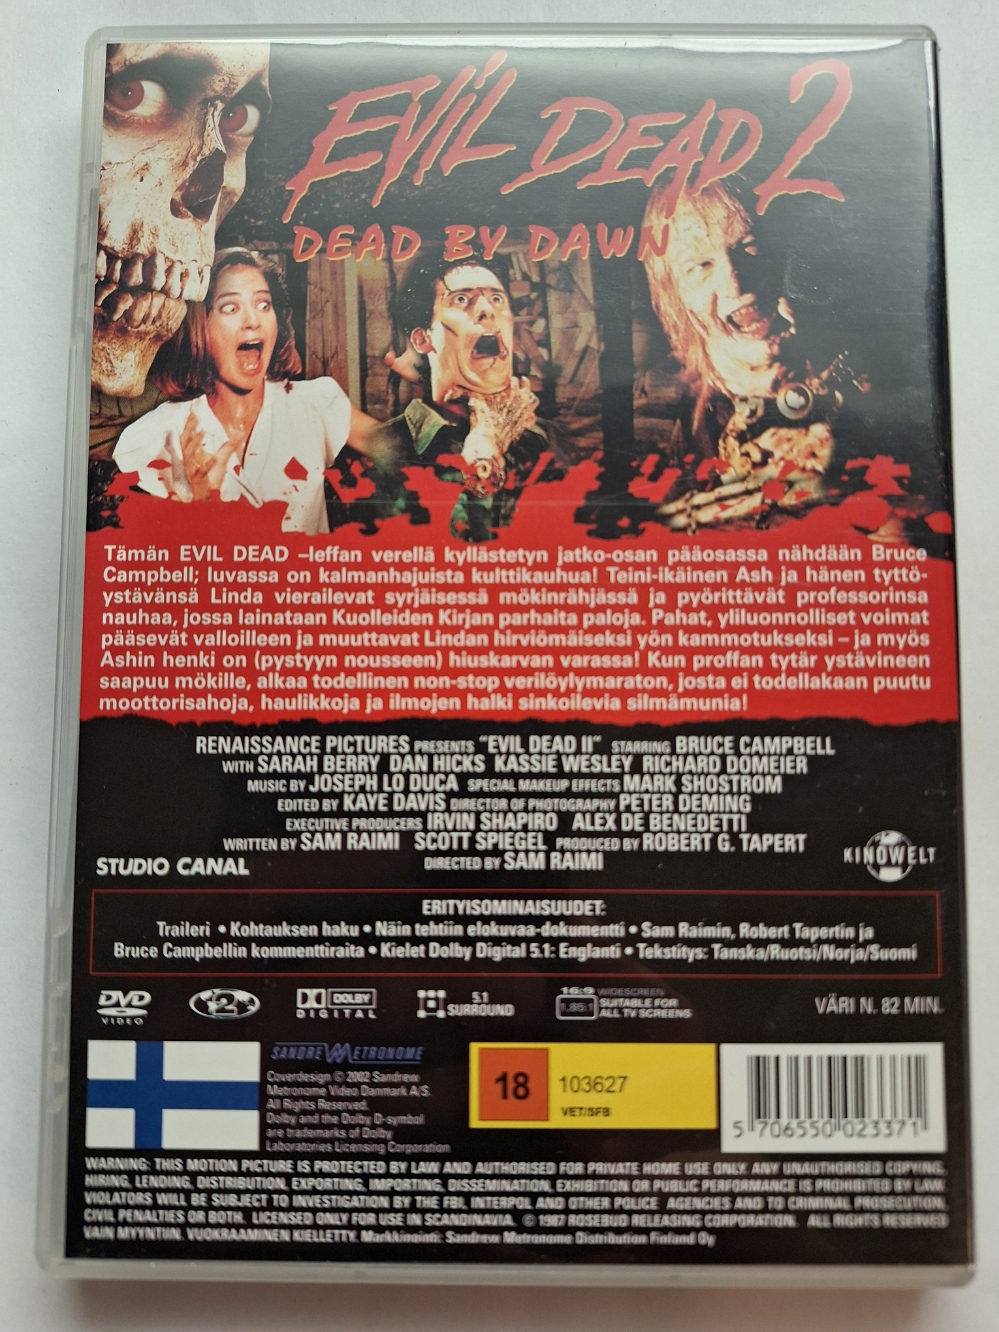 EViL DEAD 2
DEAD BY DAWN
Tämän EVIL DEAD –leffan verellä kyllästetyn jatko-osan pääosassa nähdään Bruce
Campbell; luvassa on kalmanhajuista kulttikauhua! Teini-ikäinen Ash ja hänen tyttö-
ystävänsä Linda vierailevat syrjäisessä mökinrähjässä ja pyörittävät professorinsa
nauhaa, jossa lainataan Kuolleiden Kirjan parhaita paloja. Pahat, yliluonnolliset voimat
pääsevät valloilleen ja muuttavat Lindan hirviömäiseksi yön kammotukseksi – ja myös
Ashin henki on (pystyyn nousseen) hiuskarvan varassa! Kun proffan tytär ystävineen
saapuu mökille, alkaa todellinen non-stop verilöylymaraton, josta ei todellakaan puutu
moottorisahoja, haulikkoja ja ilmojen halki sinkoilevia silmämunia!
RENAISSANCE PICTURES PRESENTS "EVIL DEAD II" STARRING BRUCE CAMPBELL
WITH SARAH BERRY DAN HICKS KASSIE WESLEY RICHARD DOMEIER
MUSIC BY JOSEPH LO DUCA SPECIAL MAKEUP EFFECTS MARK SHOSTROM
EDITED BY KAYE DAVIS DIRECTOR OF PHOTOGRAPHY PETER DEMING
EXECUTIVE PRODUCERS IRVIN SHAPIRO ALEX DE BENEDETTI
WRITTEN BY SAM RAIMI SCOTT SPIEGEL PRODUCED BY ROBERT G. TAPERT
DIRECTED BY SAM RAIMI
STUDIO CANAL
KINOWELT
ERITYISOMINAISUUDET:
Traileri • Kohtauksen haku • Näin tehtiin elokuvaa-dokumentti • Sam Raimin, Robert Tapertin ja
Bruce Campbellin kommenttiraita • Kielet Dolby Digital 5.1: Englanti • Tekstitys: Tanska/Ruotsi/Norja/Suomi
DVD VIDEO
2
DOLBY DIGITAL
5.1 SURROUND
16:9 WIDESCREEN
1.85:1 SUITABLE FOR
ALL TV SCREENS
VÄRI N. 82 MIN.
SANDREW METRONOME
Coverdesign © 2002 Sandrew
Metronome Video Danmark A/S.
All Rights Reserved.
Dolby and the Dolby D-symbol
are trademarks of Dolby
Laboratories Licensing Corporation
18
103627
VET/SFB
5 706550 023371
WARNING: THIS MOTION PICTURE IS PROTECTED BY LAW AND AUTHORISED FOR PRIVATE HOME USE ONLY. ANY UNAUTHORISED COPYING,
HIRING, LENDING, DISTRIBUTION, EXPORTING, IMPORTING, DISSEMINATION, EXHIBITION OR PUBLIC PERFORMANCE IS PROHIBITED BY LAW.
VIOLATORS WILL BE SUBJECT TO INVESTIGATION BY THE FBI, INTERPOL AND OTHER POLICE AGENCIES AND TO CRIMINAL PROSECUTION,
CIVIL PENALTIES OR BOTH. LICENSED ONLY FOR USE IN SCANDINAVIA. © 1987 ROSEBUD RELEASING CORPORATION. ALL RIGHTS RESERVED
VAIN MYYNTIIN. VUOKRAAMINEN KIELLETTY. Markkinointi: Sandrew Metronome Distribution Finland Oy